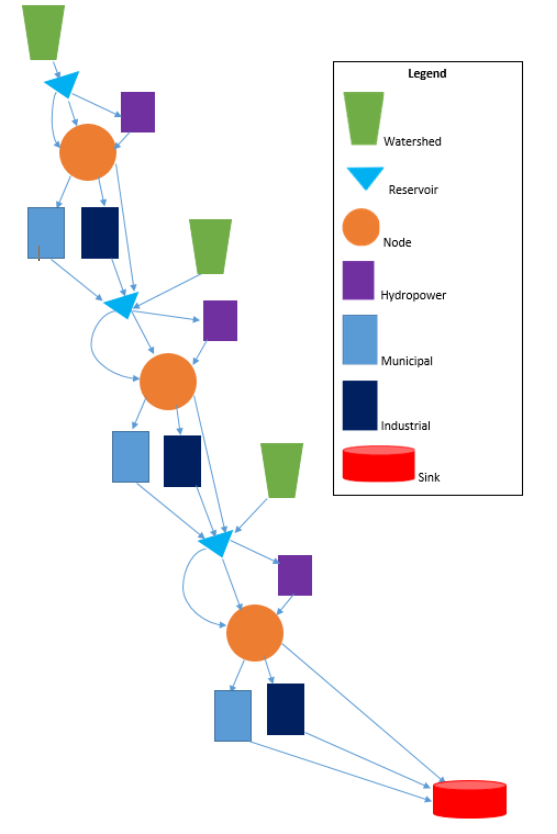 Legend
Watershed
Reservoir
Node
Hydropower
Municipal
Industrial
Sink